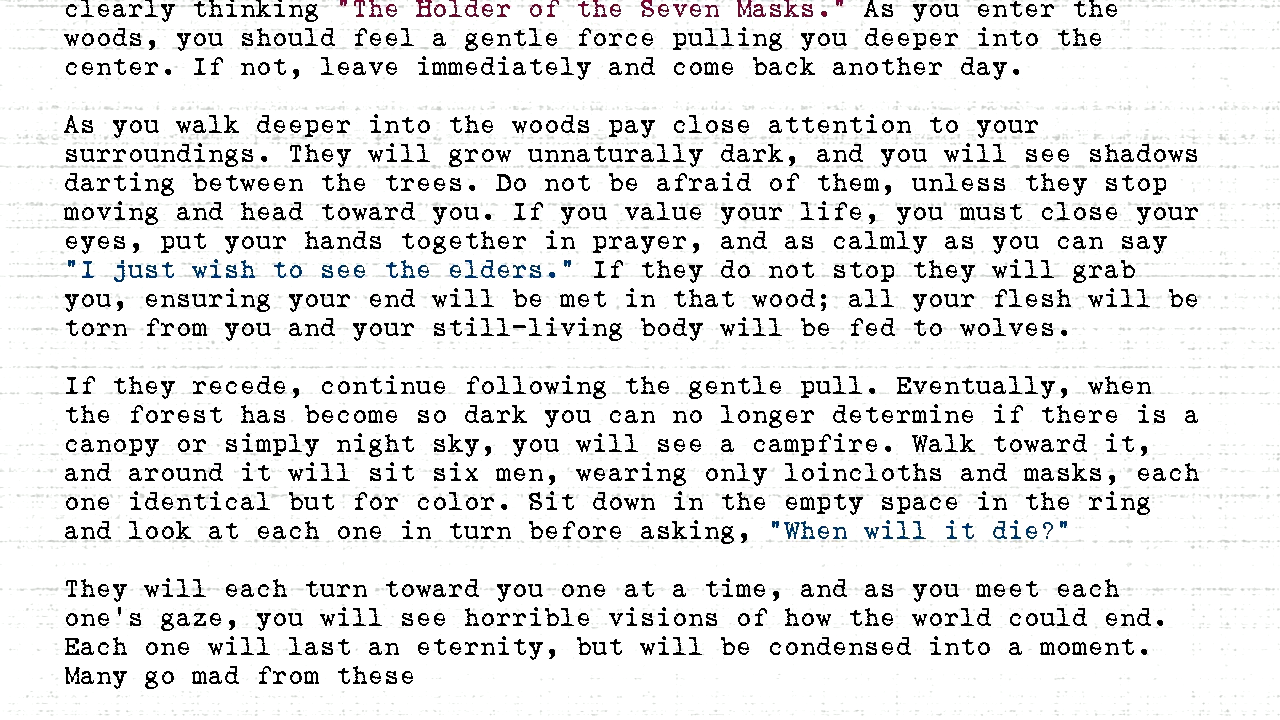 clearly thinking "The Holder of the Seven Masks." As you enter the
woods, you should feel a gentle force pulling you deeper into the
center. If not, leave immediately and come back another day.
As you walk deeper into the woods pay close attention to your
surroundings. They will grow unnaturally dark, and you will see shadows
darting between the trees. Do not be afraid of them, unless they stop
moving and head toward you. If you value your life, you must close your
eyes, put your hands together in prayer, and as calmly as you can say
"I just wish to see the elders." If they do not stop they will grab
you, ensuring your end will be met in that wood; all your flesh will be
torn from you and your still-living body will be fed to wolves.
If they recede, continue following the gentle pull. Eventually, when
the forest has become so dark you can no longer determine if there is a
canopy or simply night sky, you will see a campfire. Walk toward it,
and around it will sit six men, wearing only loincloths and masks, each
one identical but for color. Sit down in the empty space in the ring
and look at each one in turn before asking, "When will it die?"
They will each turn toward you one at a time, and as you meet each
one's gaze, you will see horrible visions of how the world could end.
Each one will last an eternity, but will be condensed into a moment.
Many go mad from these